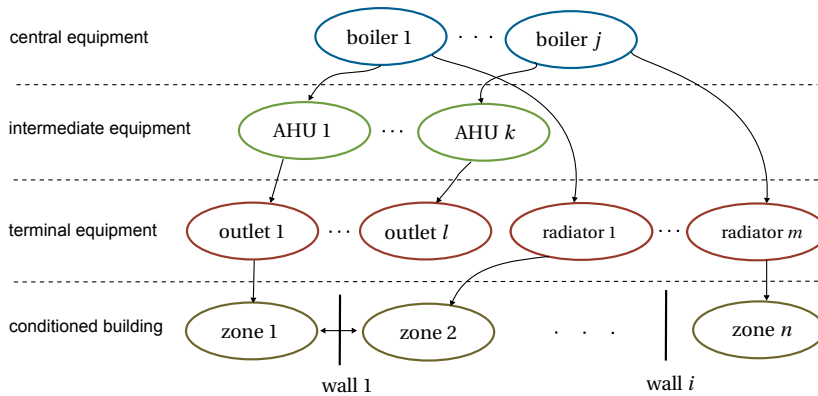 central equipment
boiler 1
. . .
boiler j
intermediate equipment
AHU 1
. . .
AHU k
terminal equipment
outlet 1
. . .
outlet l
radiator 1
. . .
radiator m
conditioned building
zone 1
zone 2
. . .
zone n
wall 1
wall i